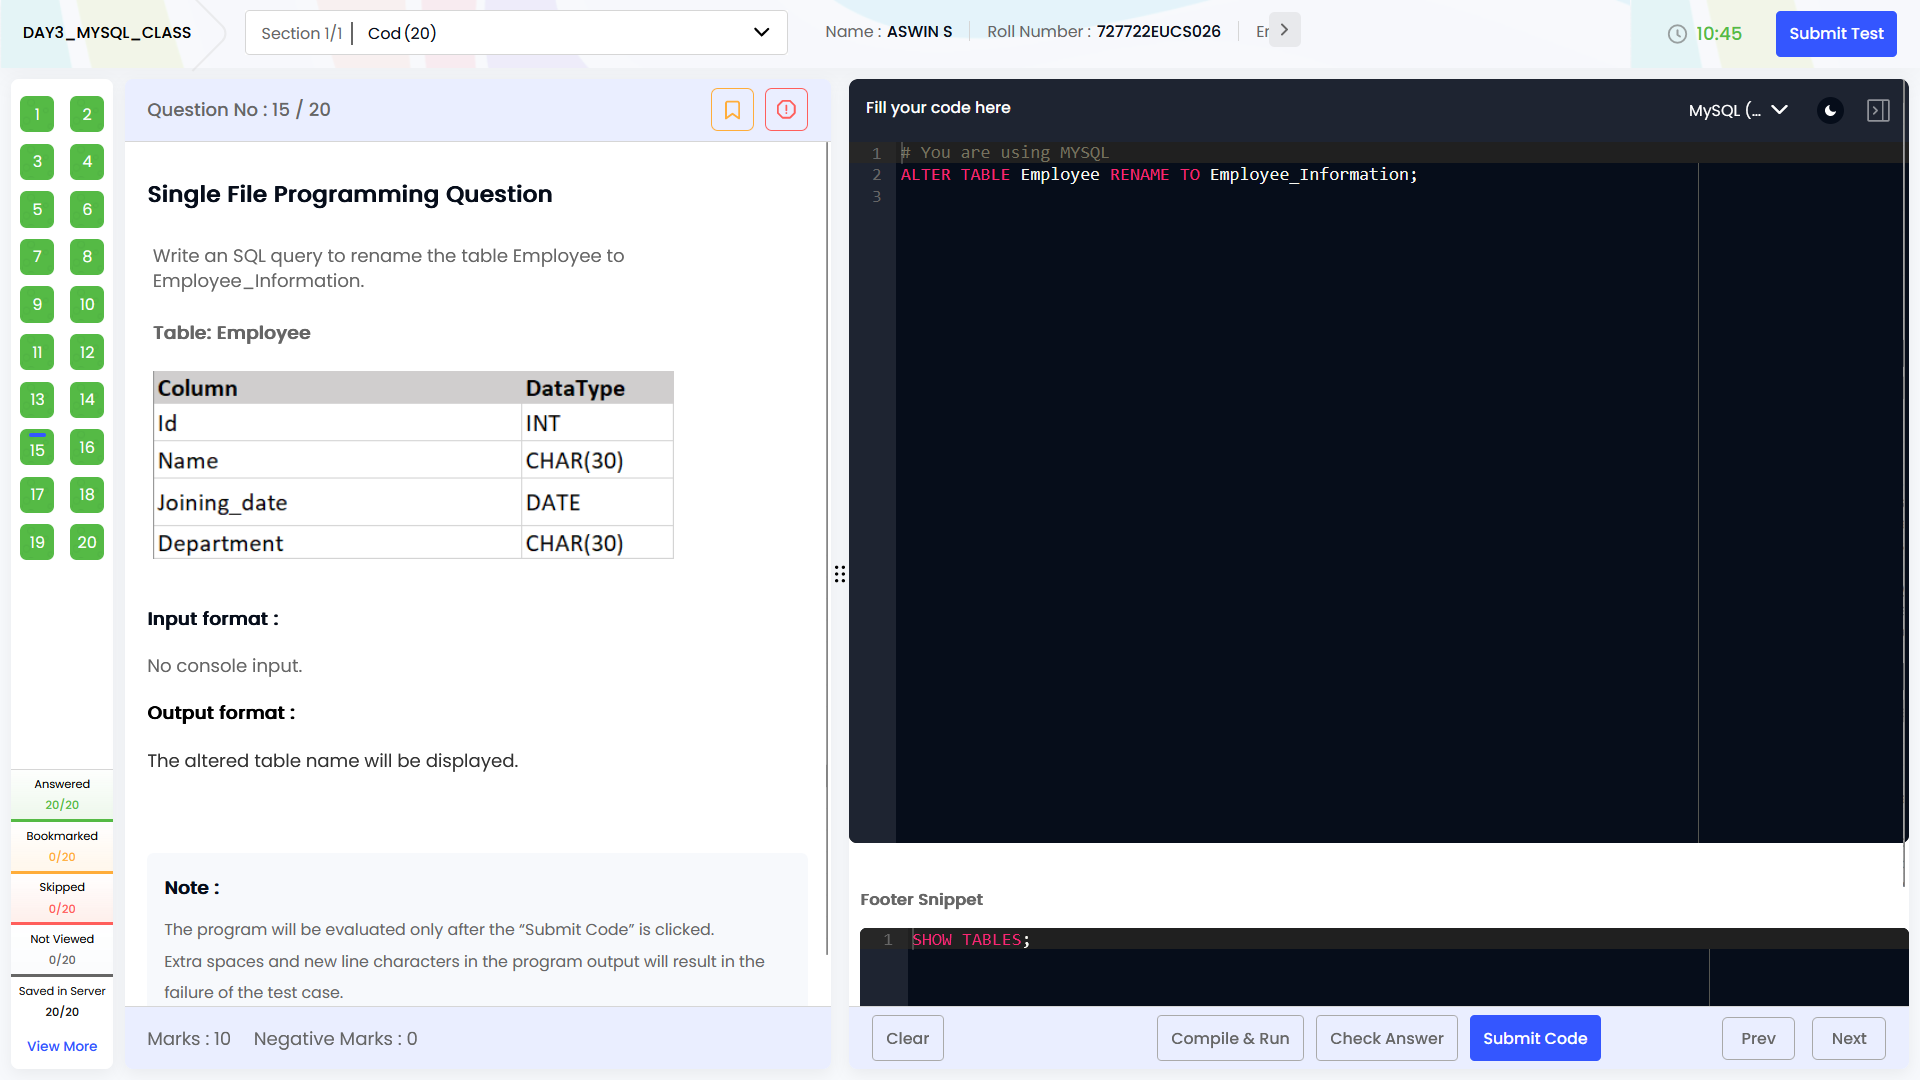 DAY3_MYSQL_CLASS
Section 1/1 | Cod (20)
Name : ASWIN S
Roll Number : 727722EUCS026
10:45
Submit Test
1 2
3 4
5 6
7 8
9 10
11 12
13 14
15 16
17 18
19 20
Answered
20/20
Bookmarked
0/20
Skipped
0/20
Not Viewed
0/20
Saved in Server
20/20
View More
Question No : 15 / 20
Single File Programming Question
Write an SQL query to rename the table Employee to
Employee_Information.
Table: Employee
Column DataType
Id INT
Name CHAR(30)
Joining_date DATE
Department CHAR(30)
Input format :
No console input.
Output format :
The altered table name will be displayed.
Note :
The program will be evaluated only after the “Submit Code” is clicked.
Extra spaces and new line characters in the program output will result in the
failure of the test case.
Marks : 10 Negative Marks : 0
Fill your code here
MySQL (...
1 # You are using MYSQL
2 ALTER TABLE Employee RENAME TO Employee_Information;
3
Footer Snippet
1 SHOW TABLES;
Clear
Compile & Run
Check Answer
Submit Code
Prev
Next